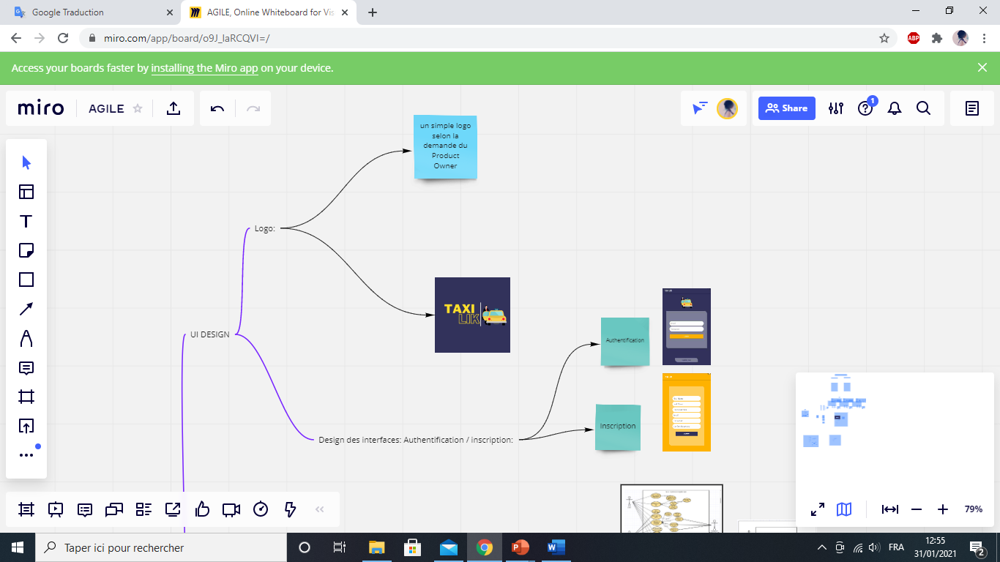 Google Traduction
AGILE, Online Whiteboard for Vis
miro.com/app/board/o9J_laRCQVI=/
ABP
Access your boards faster by installing the Miro app on your device.
miro
AGILE
Share
1
un simple logo
selon la
demande du
Product
Owner
Logo:
TAXI
LIK
UI DESIGN
Authentification
Inscription
Design des interfaces: Authentification / inscription:
79%
Taper ici pour rechercher
FRA
12:55
31/01/2021
2